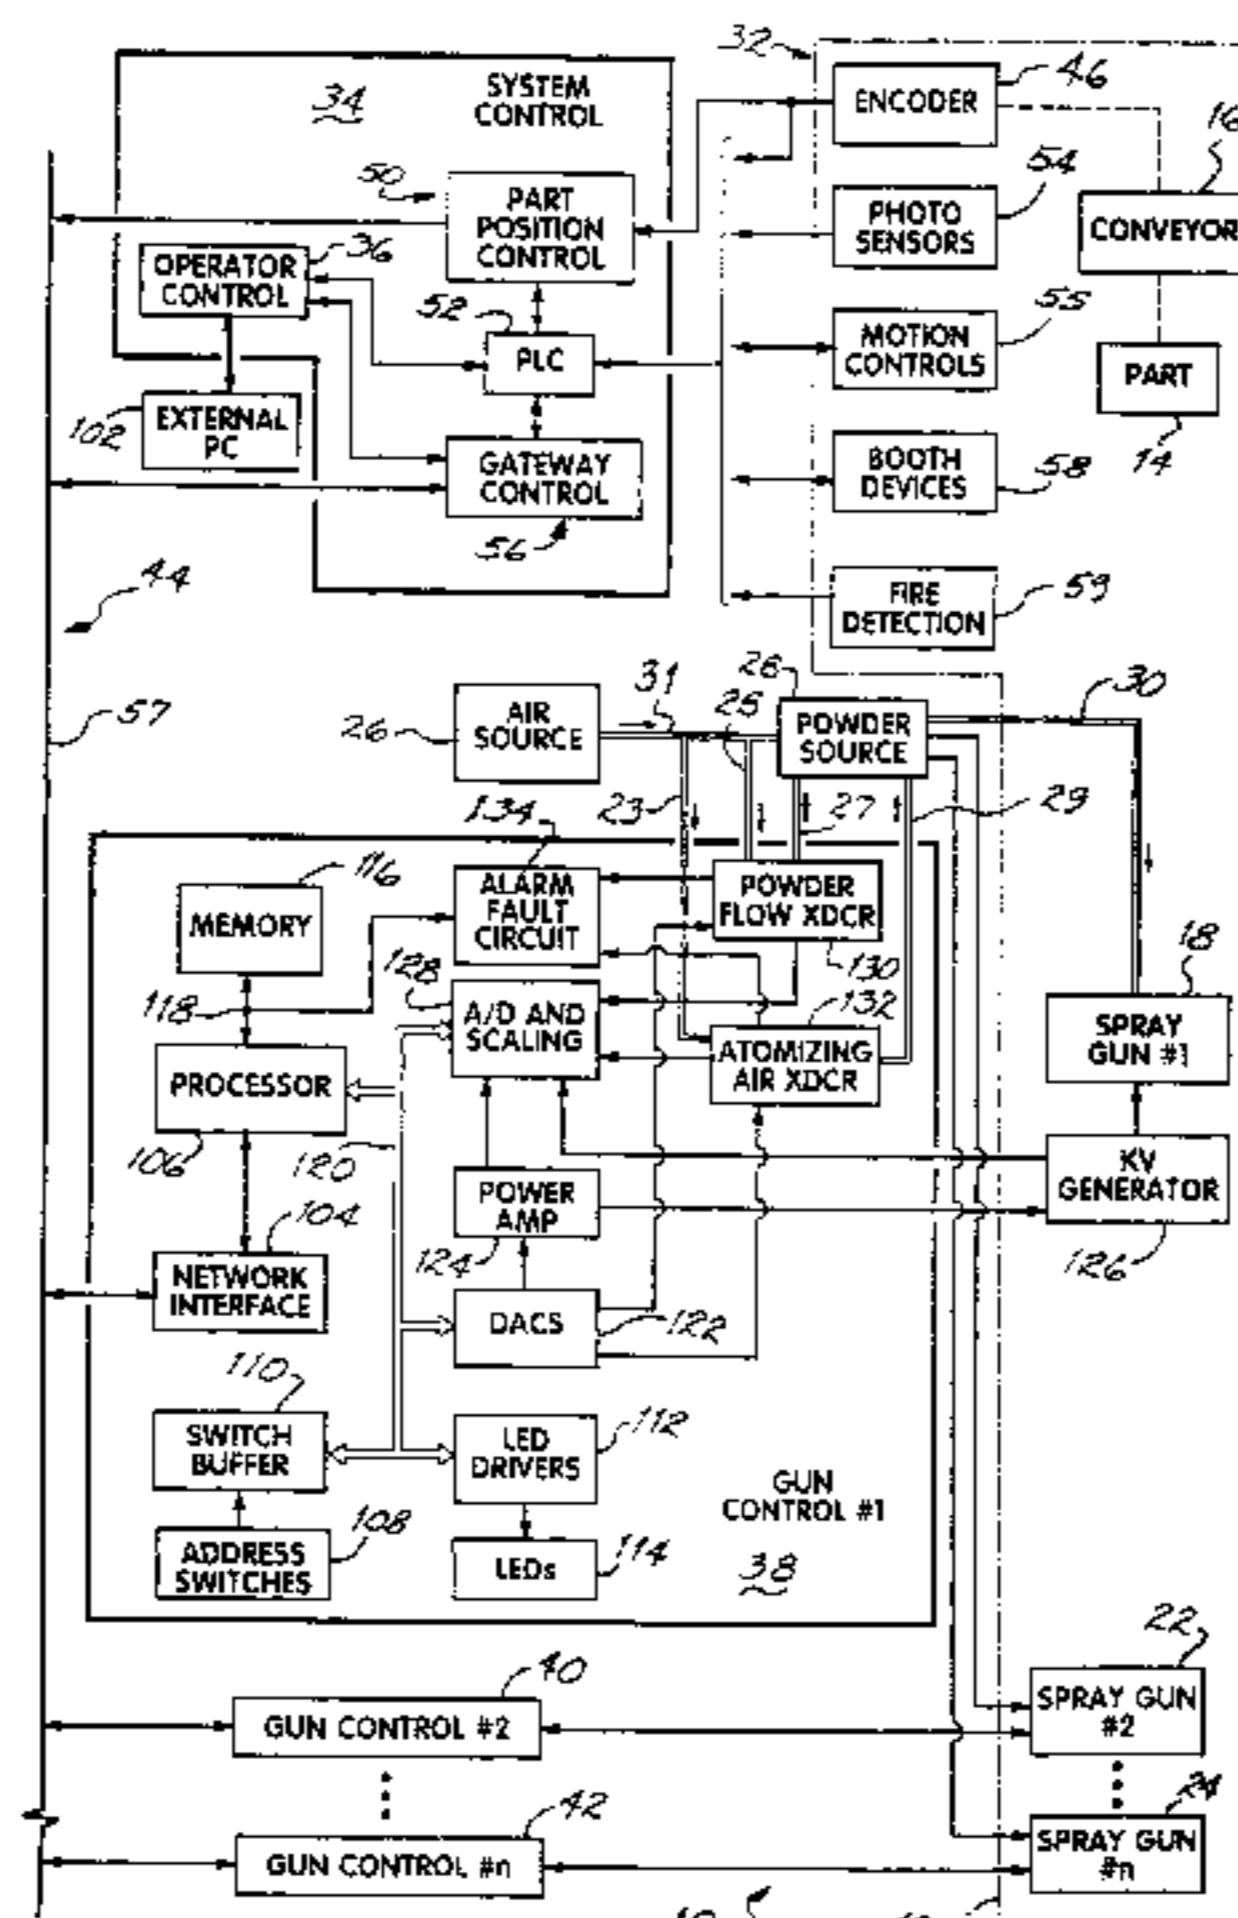 32
46
ENCODER
34
SYSTEM
CONTROL
16
54
50
PART
POSITION
CONTROL
PHOTO
SENSORS
CONVEYOR
36
OPERATOR
CONTROL
52
PLC
55
MOTION
CONTROLS
PART
14
102
EXTERNAL
PC
GATEWAY
CONTROL
56
BOOTH
DEVICES
58
44
FIRE
DETECTION
59
57
26
AIR
SOURCE
31
25
28
POWDER
SOURCE
30
23
27
29
134
116
MEMORY
ALARM
FAULT
CIRCUIT
POWDER
FLOW XDCR
130
18
118
128
A/D AND
SCALING
132
ATOMIZING
AIR XDCR
SPRAY
GUN #1
PROCESSOR
106
120
POWER
AMP
124
KV
GENERATOR
126
104
NETWORK
INTERFACE
DACS
122
110
SWITCH
BUFFER
LED
DRIVERS
112
GUN
CONTROL #1
38
108
ADDRESS
SWITCHES
LEDs
114
22
40
GUN CONTROL #2
SPRAY GUN
#2
42
24
GUN CONTROL #n
SPRAY GUN
#n